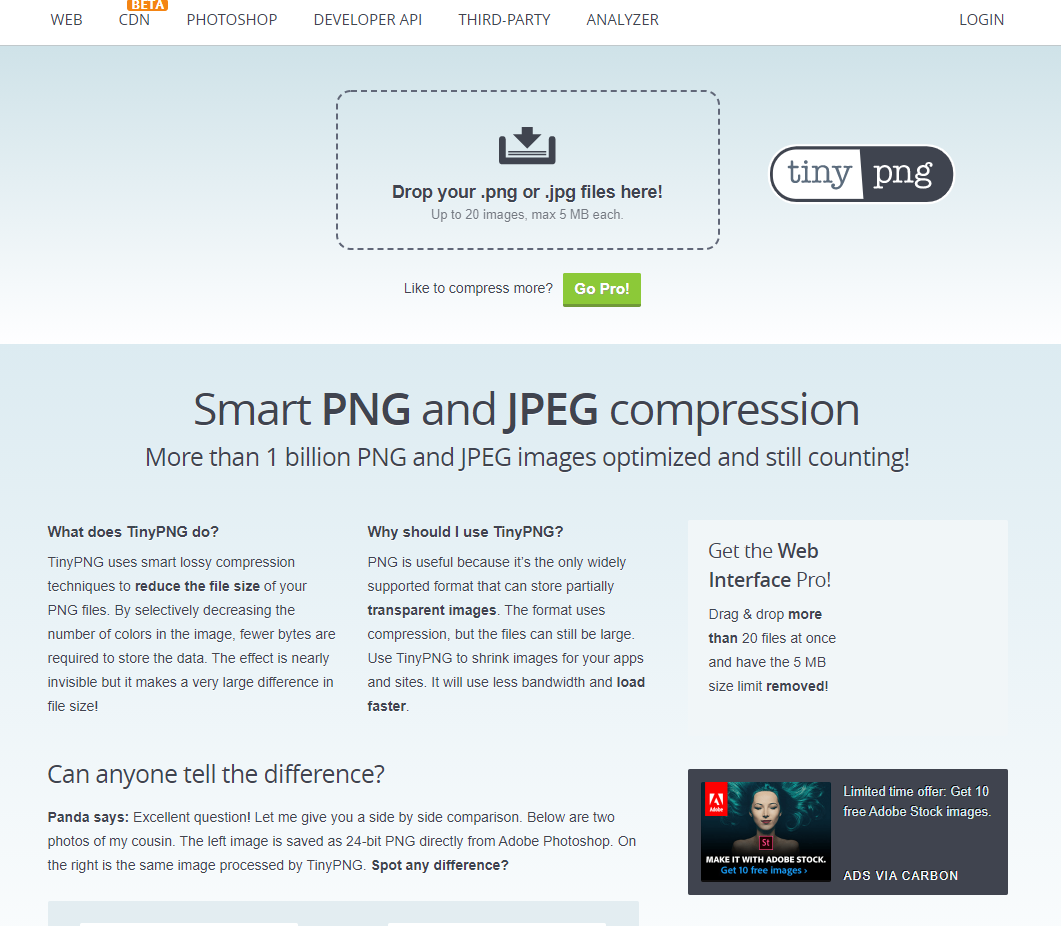 BETA
WEB CDN PHOTOSHOP DEVELOPER API THIRD-PARTY ANALYZER LOGIN
Drop your .png or .jpg files here!
Up to 20 images, max 5 MB each.
tiny png
Like to compress more? Go Pro!
Smart PNG and JPEG compression
More than 1 billion PNG and JPEG images optimized and still counting!
What does TinyPNG do?
TinyPNG uses smart lossy compression
techniques to reduce the file size of your
PNG files. By selectively decreasing the
number of colors in the image, fewer bytes are
required to store the data. The effect is nearly
invisible but it makes a very large difference in
file size!
Why should I use TinyPNG?
PNG is useful because it's the only widely
supported format that can store partially
transparent images. The format uses
compression, but the files can still be large.
Use TinyPNG to shrink images for your apps
and sites. It will use less bandwidth and load
faster.
Get the Web
Interface Pro!
Drag & drop more
than 20 files at once
and have the 5 MB
size limit removed!
Can anyone tell the difference?
Panda says: Excellent question! Let me give you a side by side comparison. Below are two
photos of my cousin. The left image is saved as 24-bit PNG directly from Adobe Photoshop. On
the right is the same image processed by TinyPNG. Spot any difference?
Adobe
St
MAKE IT WITH ADOBE STOCK.
Get 10 free images ›
Limited time offer: Get 10
free Adobe Stock images.
ADS VIA CARBON